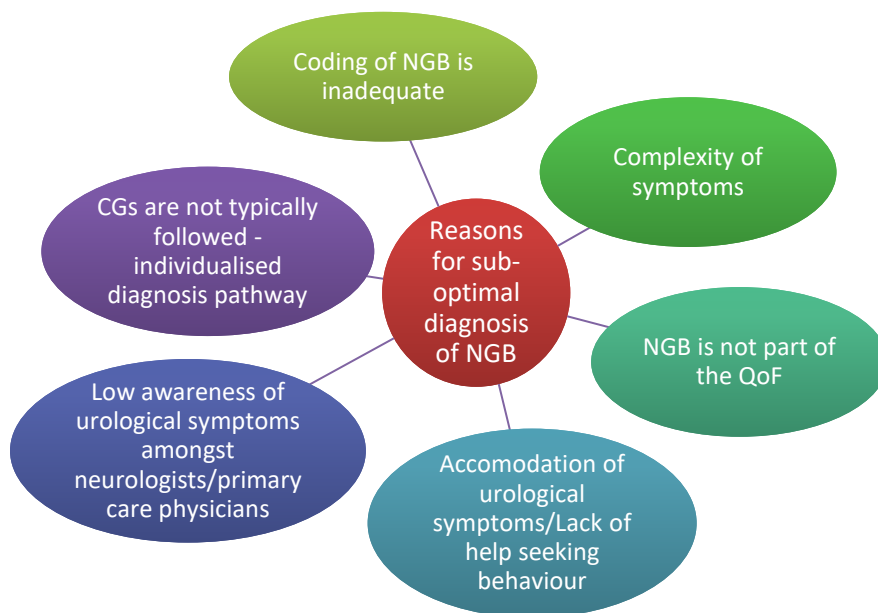 Coding of NGB is
inadequate
Complexity of
symptoms
CGs are not typically
followed -
individualised
diagnosis pathway
Reasons
for sub-
optimal
diagnosis
of NGB
NGB is not part of
the QoF
Low awareness of
urological symptoms
amongst
neurologists/primary
care physicians
Accomodation of
urological
symptoms/Lack of
help seeking
behaviour